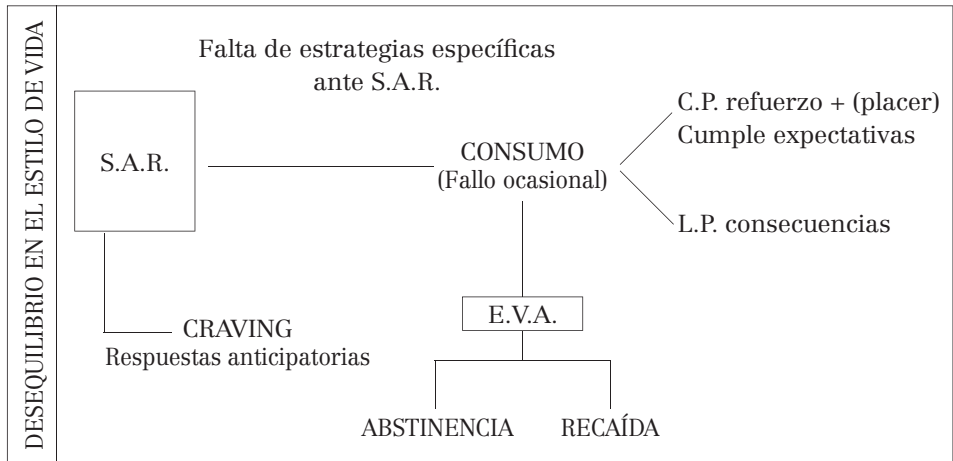 DESEQUILIBRIO EN EL ESTILO DE VIDA
Falta de estrategias específicas
ante S.A.R.
S.A.R.
CONSUMO
(Fallo ocasional)
C.P. refuerzo + (placer)
Cumple expectativas
L.P. consecuencias
E.V.A.
CRAVING
Respuestas anticipatorias
ABSTINENCIA
RECAÍDA